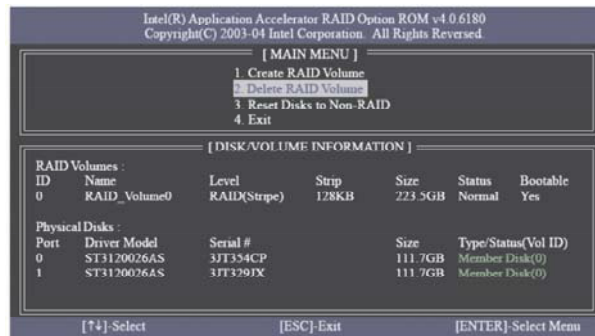 Intel(R) Application Accelerator RAID Option ROM v4.0.6180
Copyright(C) 2003-04 Intel Corporation. All Rights Reversed.
[ MAIN MENU ]
1. Create RAID Volume
2. Delete RAID Volume
3. Reset Disks to Non-RAID
4. Exit
[ DISK/VOLUME INFORMATION ]
RAID Volumes :
ID Name Level Strip Size Status Bootable
0 RAID_Volume0 RAID(Stripe) 128KB 223.5GB Normal Yes
Physical Disks :
Port Driver Model Serial # Size Type/Status(Vol ID)
0 ST3120026AS 3JT354CP 111.7GB Member Disk(0)
1 ST3120026AS 3JT329JX 111.7GB Member Disk(0)
[↑↓]-Select [ESC]-Exit [ENTER]-Select Menu